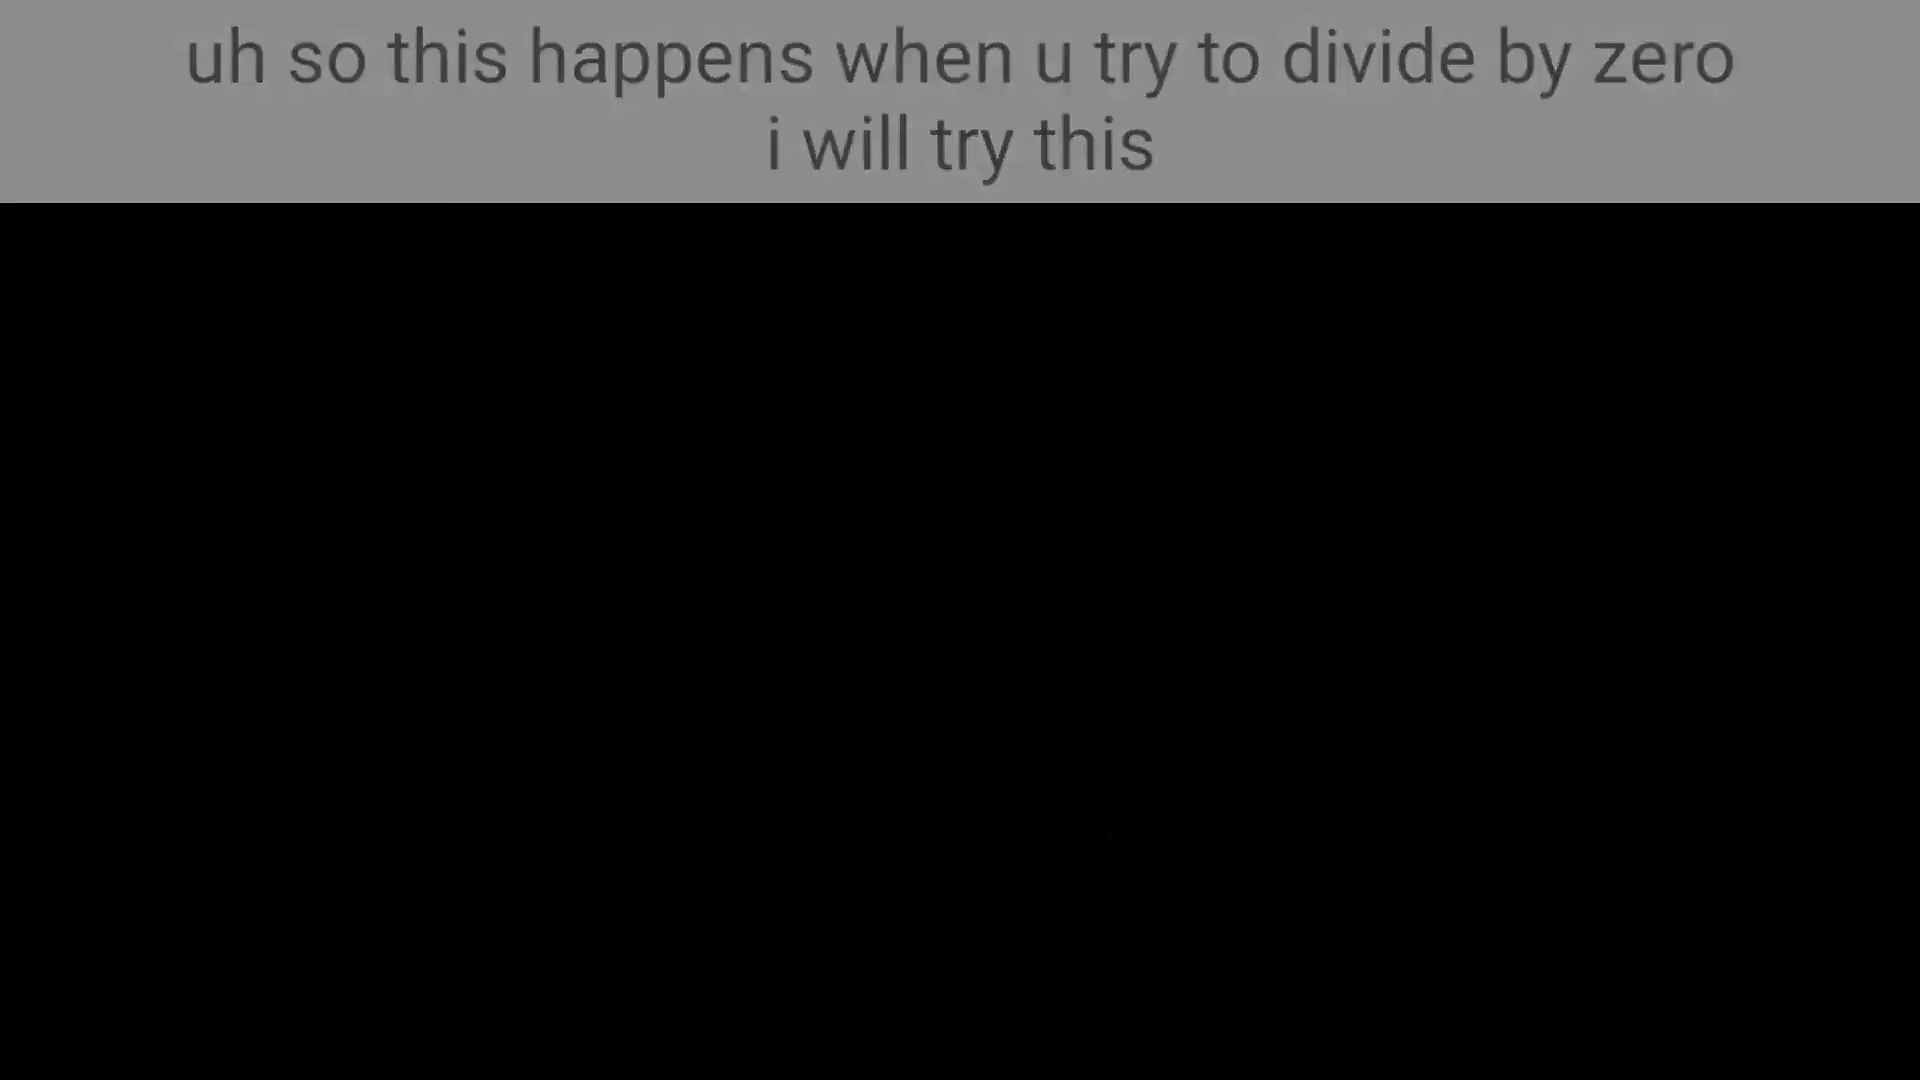 uh so this happens when u try to divide by zero
i will try this